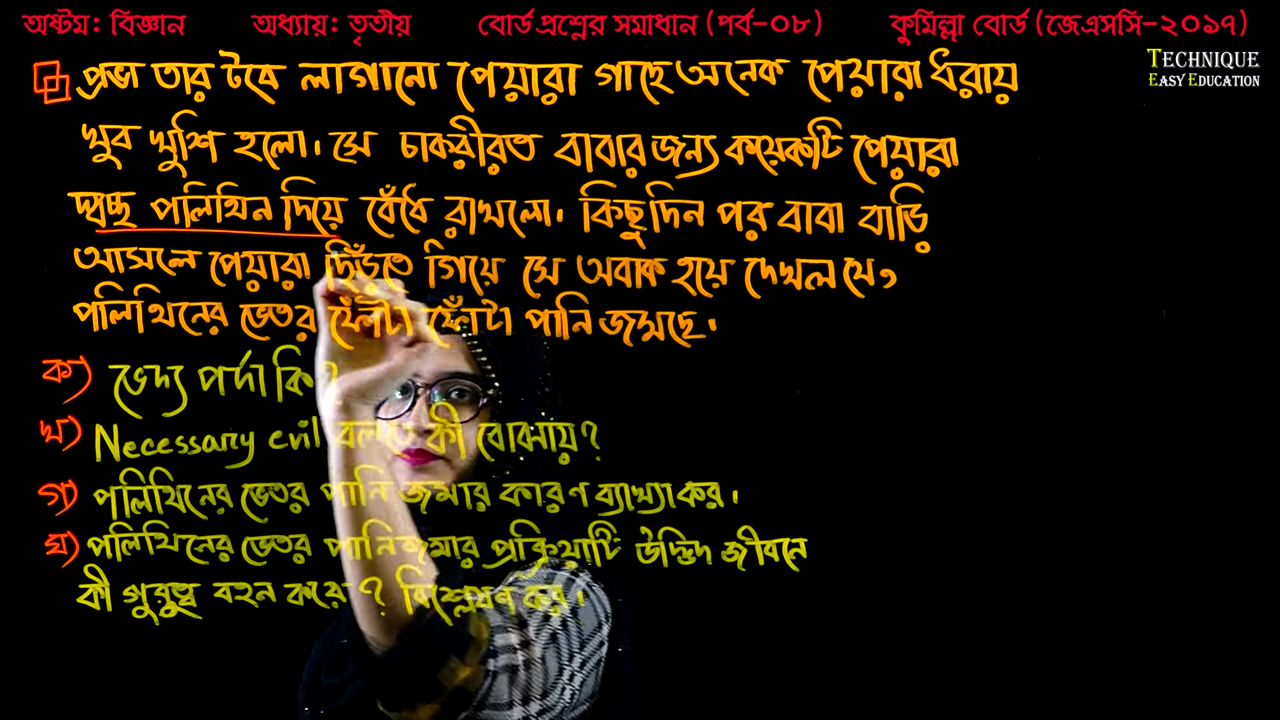 অষ্টম: বিজ্ঞান অধ্যায়: তৃতীয় বোর্ড প্রশ্নের সমাধান (পর্ব-০৮) কুমিল্লা বোর্ড (জেএসসি-২০১৭)
TECHNIQUE
EASY EDUCATION
প্রভা তার টবে লাগানো পেয়ারা গাছে অনেক পেয়ারা ধরায়
খুব খুশি হলো। সে চাকরীরত বাবার জন্য কয়েকটি পেয়ারা
স্বচ্ছ পলিথিন দিয়ে বেঁধে রাখলো। কিছুদিন পর বাবা বাড়ি
আসলে পেয়ারা ছিঁড়তে গিয়ে সে অবাক হয়ে দেখল যে,
পলিথিনের ভেতর ফোঁটা ফোঁটা পানি জমছে।
ক) ভেদ্য পর্দা কি?
খ) Necessary evil বলতে কী বোঝায়?
গ) পলিথিনের ভেতর পানি জমার কারণ ব্যাখ্যা কর।
ঘ) পলিথিনের ভেতর পানি জমার প্রক্রিয়াটি উদ্ভিদ জীবনে
কী গুরুত্ব বহন করে? বিশ্লেষণ কর।